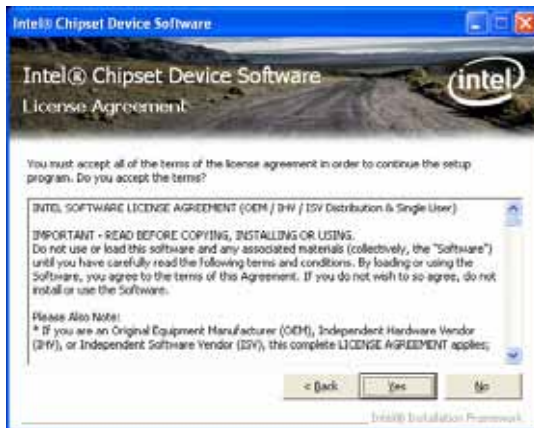 Intel® Chipset Device Software
Intel® Chipset Device Software
License Agreement
intel
You must accept all of the terms of the license agreement in order to continue the setup
program. Do you accept the terms?
INTEL SOFTWARE LICENSE AGREEMENT (OEM / IHV / ISV Distribution & Single User)
IMPORTANT - READ BEFORE COPYING, INSTALLING OR USING.
Do not use or load this software and any associated materials (collectively, the "Software")
until you have carefully read the following terms and conditions. By loading or using the
Software, you agree to the terms of this Agreement. If you do not wish to so agree, do not
install or use the Software.
Please Also Note:
* If you are an Original Equipment Manufacturer (OEM), Independent Hardware Vendor
(IHV), or Independent Software Vendor (ISV), this complete LICENSE AGREEMENT applies;
< Back
Yes
No
Intel® Installation Framework